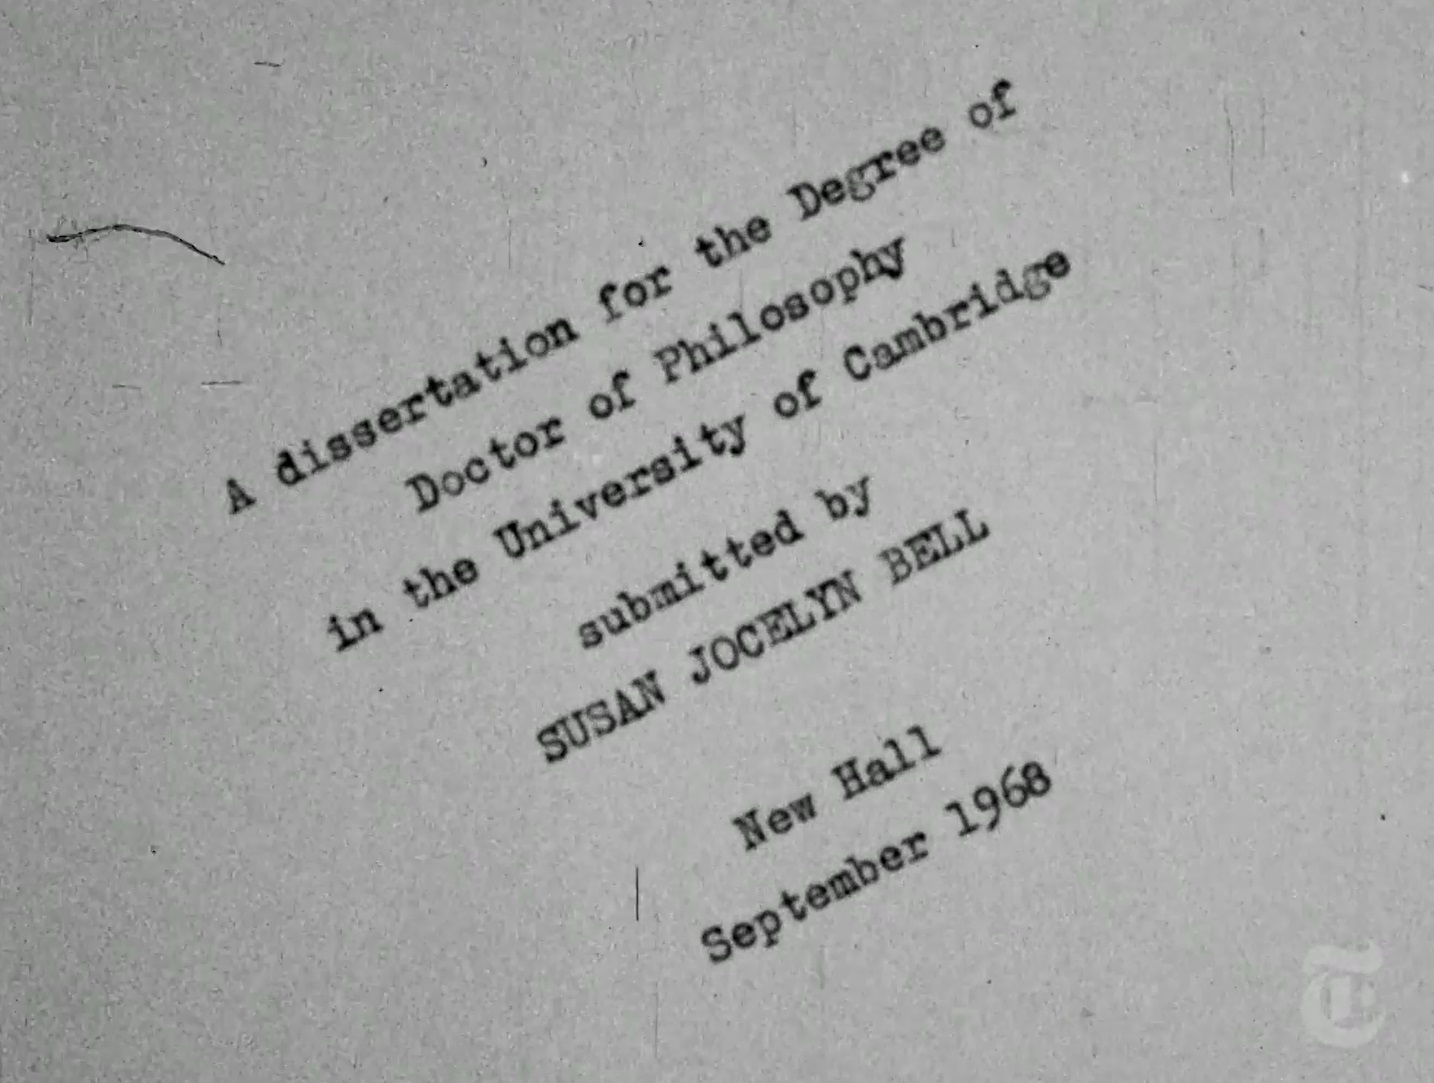 A dissertation for the Degree of
Doctor of Philosophy
in the University of Cambridge
submitted by
SUSAN JOCELYN BELL
New Hall
September 1968
T